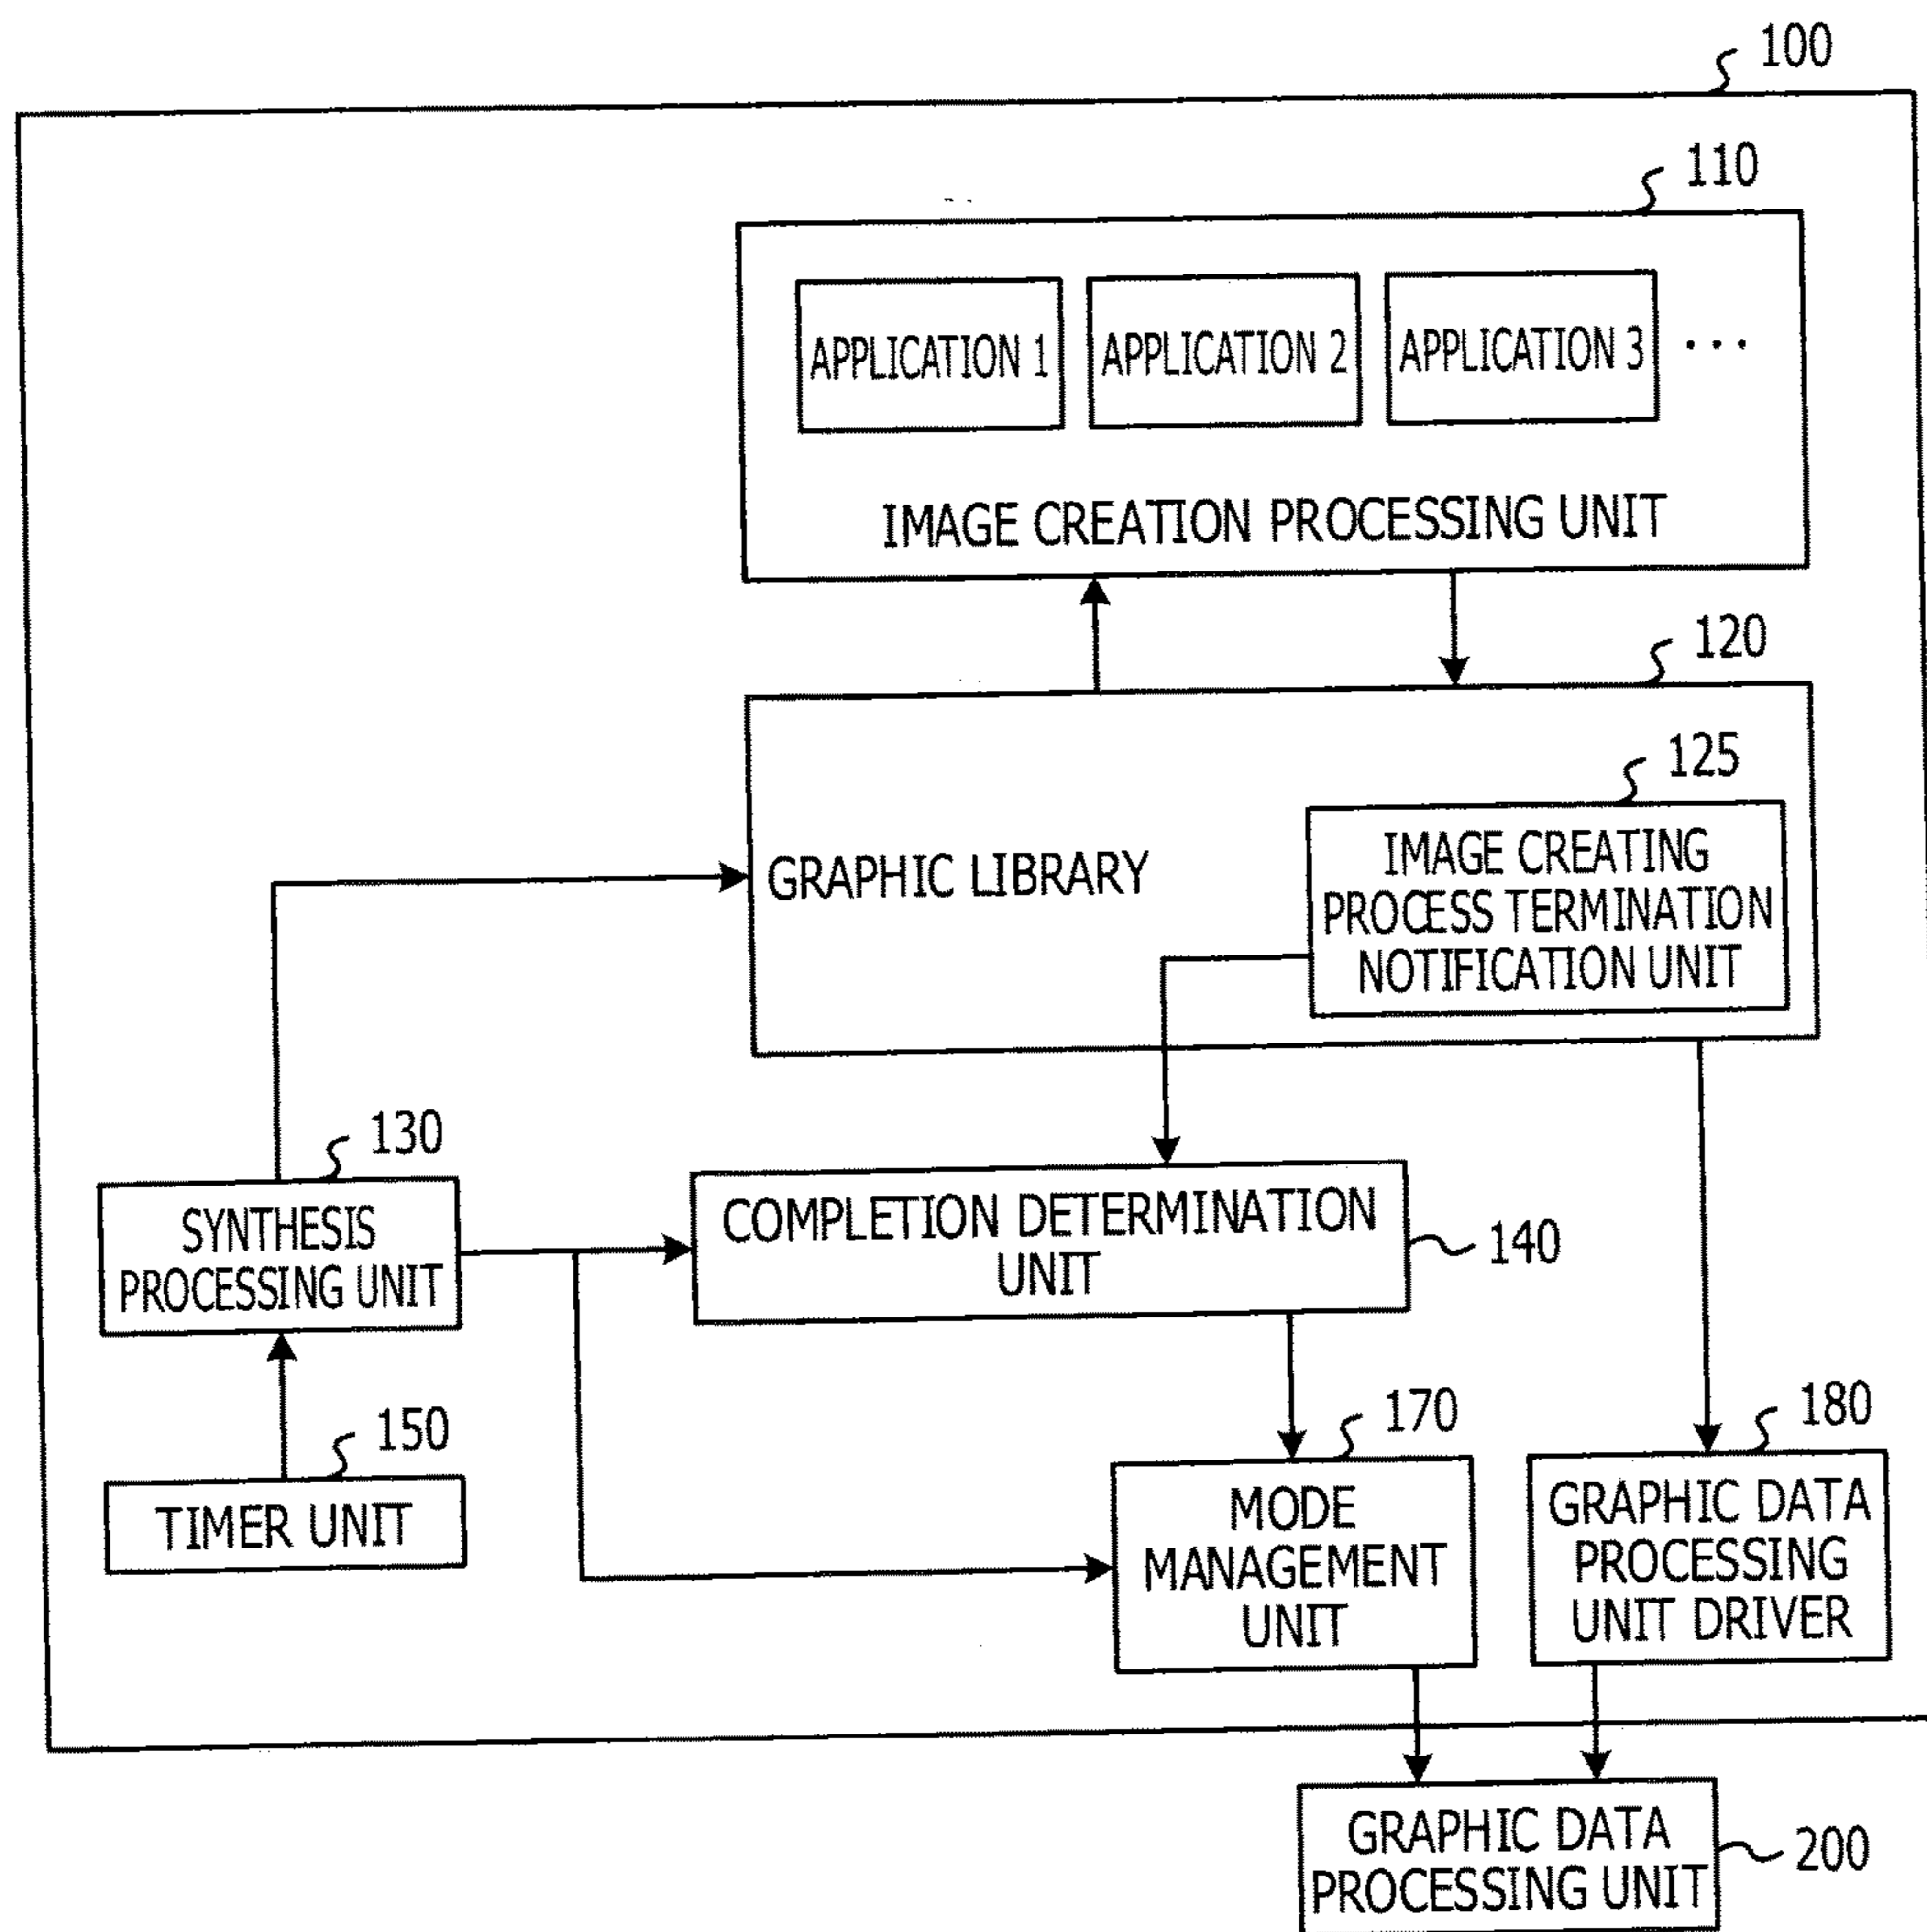 100
110
APPLICATION 1
APPLICATION 2
APPLICATION 3
...
IMAGE CREATION PROCESSING UNIT
120
125
GRAPHIC LIBRARY
IMAGE CREATING
PROCESS TERMINATION
NOTIFICATION UNIT
130
SYNTHESIS
PROCESSING UNIT
COMPLETION DETERMINATION
UNIT
140
150
TIMER UNIT
170
MODE
MANAGEMENT
UNIT
180
GRAPHIC DATA
PROCESSING
UNIT DRIVER
GRAPHIC DATA
PROCESSING UNIT
200